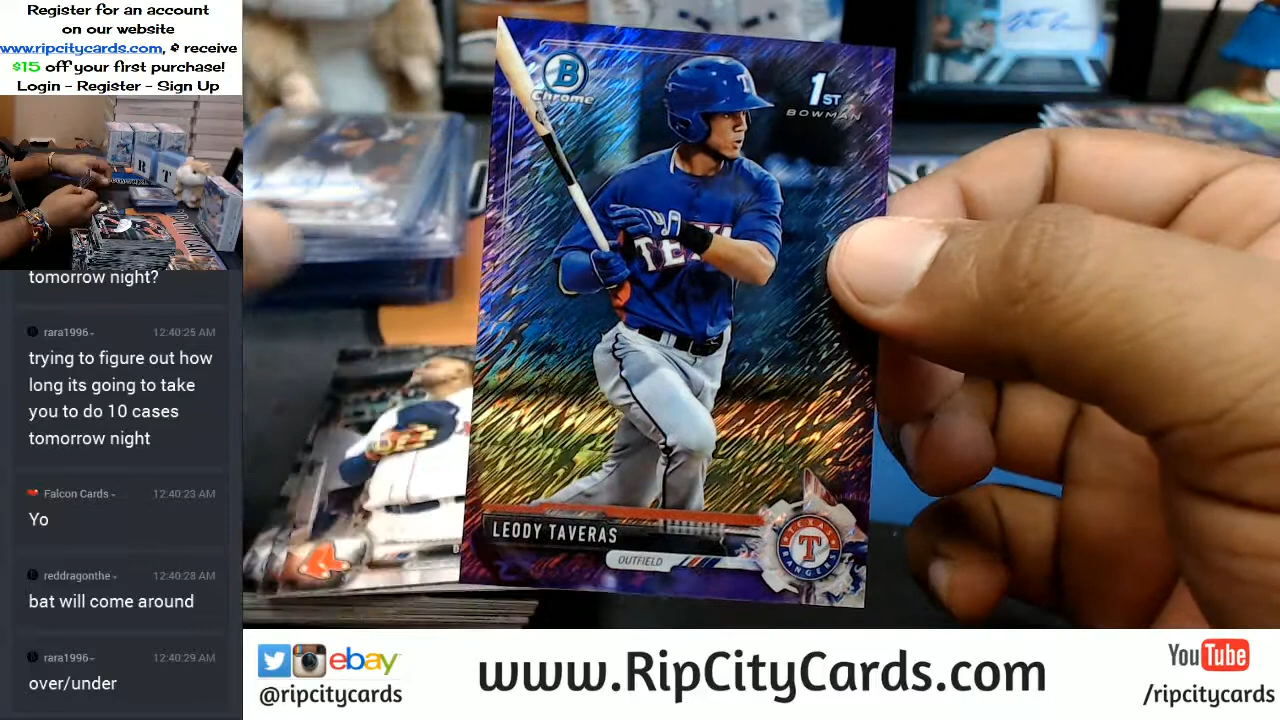 Register for an account
on our website
www.ripcitycards.com, & receive
$15 off your first purchase!
Login - Register - Sign Up
R T
tomorrow night?
rara1996-
12:40:25 AM
trying to figure out how
long its going to take
you to do 10 cases
tomorrow night
Falcon Cards-
12:40:23 AM
Yo
reddragonthe-
12:40:28 AM
bat will come around
rara1996-
12:40:29 AM
over/under
B
Chrome
1ST
BOWMAN
T
TEX
LEODY TAVERAS
OUTFIELD
TEXAS
T
RANGERS
ebay
@ripcitycards
www.RipCityCards.com
YouTube
/ripcitycards